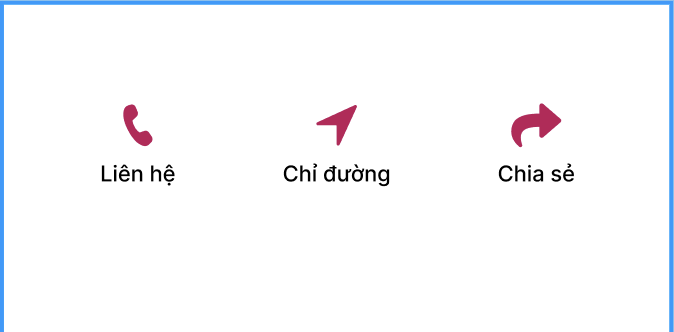 Liên hệ
Chỉ đường
Chia sẻ